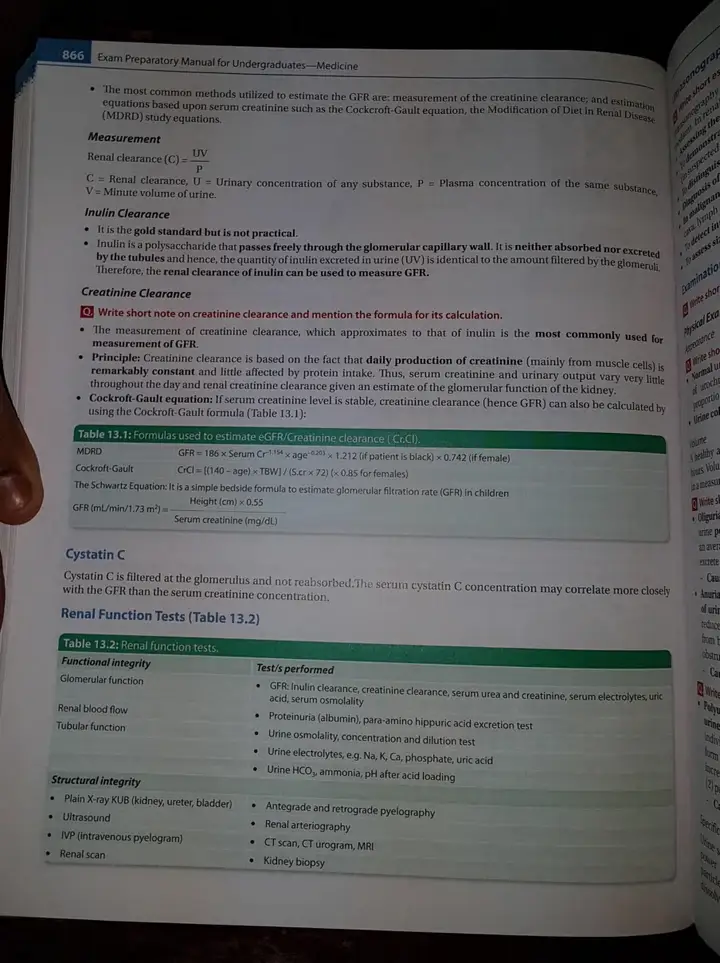 866 Exam Preparatory Manual for Undergraduates—Medicine
• The most common methods utilized to estimate the GFR are: measurement of the creatinine clearance; and estimation
equations based upon serum creatinine such as the Cockcroft-Gault equation, the Modification of Diet in Renal Disease
(MDRD) study equations.
Measurement
Renal clearance (C) = UV
P
C = Renal clearance, U = Urinary concentration of any substance, P = Plasma concentration of the same substance,
V = Minute volume of urine.
Inulin Clearance
• It is the gold standard but is not practical.
• Inulin is a polysaccharide that passes freely through the glomerular capillary wall. It is neither absorbed nor excreted
by the tubules and hence, the quantity of inulin excreted in urine (UV) is identical to the amount filtered by the glomeruli.
Therefore, the renal clearance of inulin can be used to measure GFR.
Creatinine Clearance
Q. Write short note on creatinine clearance and mention the formula for its calculation.
• The measurement of creatinine clearance, which approximates to that of inulin is the most commonly used for
measurement of GFR.
• Principle: Creatinine clearance is based on the fact that daily production of creatinine (mainly from muscle cells) is
remarkably constant and little affected by protein intake. Thus, serum creatinine and urinary output vary very little
throughout the day and renal creatinine clearance given an estimate of the glomerular function of the kidney.
• Cockroft-Gault equation: If serum creatinine level is stable, creatinine clearance (hence GFR) can also be calculated by
using the Cockroft-Gault formula (Table 13.1):
Table 13.1: Formulas used to estimate eGFR/Creatinine clearance ( CrCl).
MDRD GFR = 186 × Serum Cr⁻¹·¹⁵⁴ × age⁻⁰·²⁰³ × 1.212 (if patient is black) × 0.742 (if female)
Cockroft-Gault CrCl = [(140 – age) × TBW] / (S.cr × 72) (× 0.85 for females)
The Schwartz Equation: It is a simple bedside formula to estimate glomerular filtration rate (GFR) in children
GFR (mL/min/1.73 m²) = Height (cm) × 0.55
Serum creatinine (mg/dL)
Cystatin C
Cystatin C is filtered at the glomerulus and not reabsorbed.The serum cystatin C concentration may correlate more closely
with the GFR than the serum creatinine concentration.
Renal Function Tests (Table 13.2)
Table 13.2: Renal function tests.
Functional integrity Test/s performed
Glomerular function • GFR: Inulin clearance, creatinine clearance, serum urea and creatinine, serum electrolytes, uric
acid, serum osmolality
Renal blood flow • Proteinuria (albumin), para-amino hippuric acid excretion test
Tubular function • Urine osmolality, concentration and dilution test
• Urine electrolytes, e.g. Na, K, Ca, phosphate, uric acid
• Urine HCO₃, ammonia, pH after acid loading
Structural integrity
• Plain X-ray KUB (kidney, ureter, bladder) • Antegrade and retrograde pyelography
• Ultrasound • Renal arteriography
• IVP (intravenous pyelogram) • CT scan, CT urogram, MRI
• Renal scan • Kidney biopsy